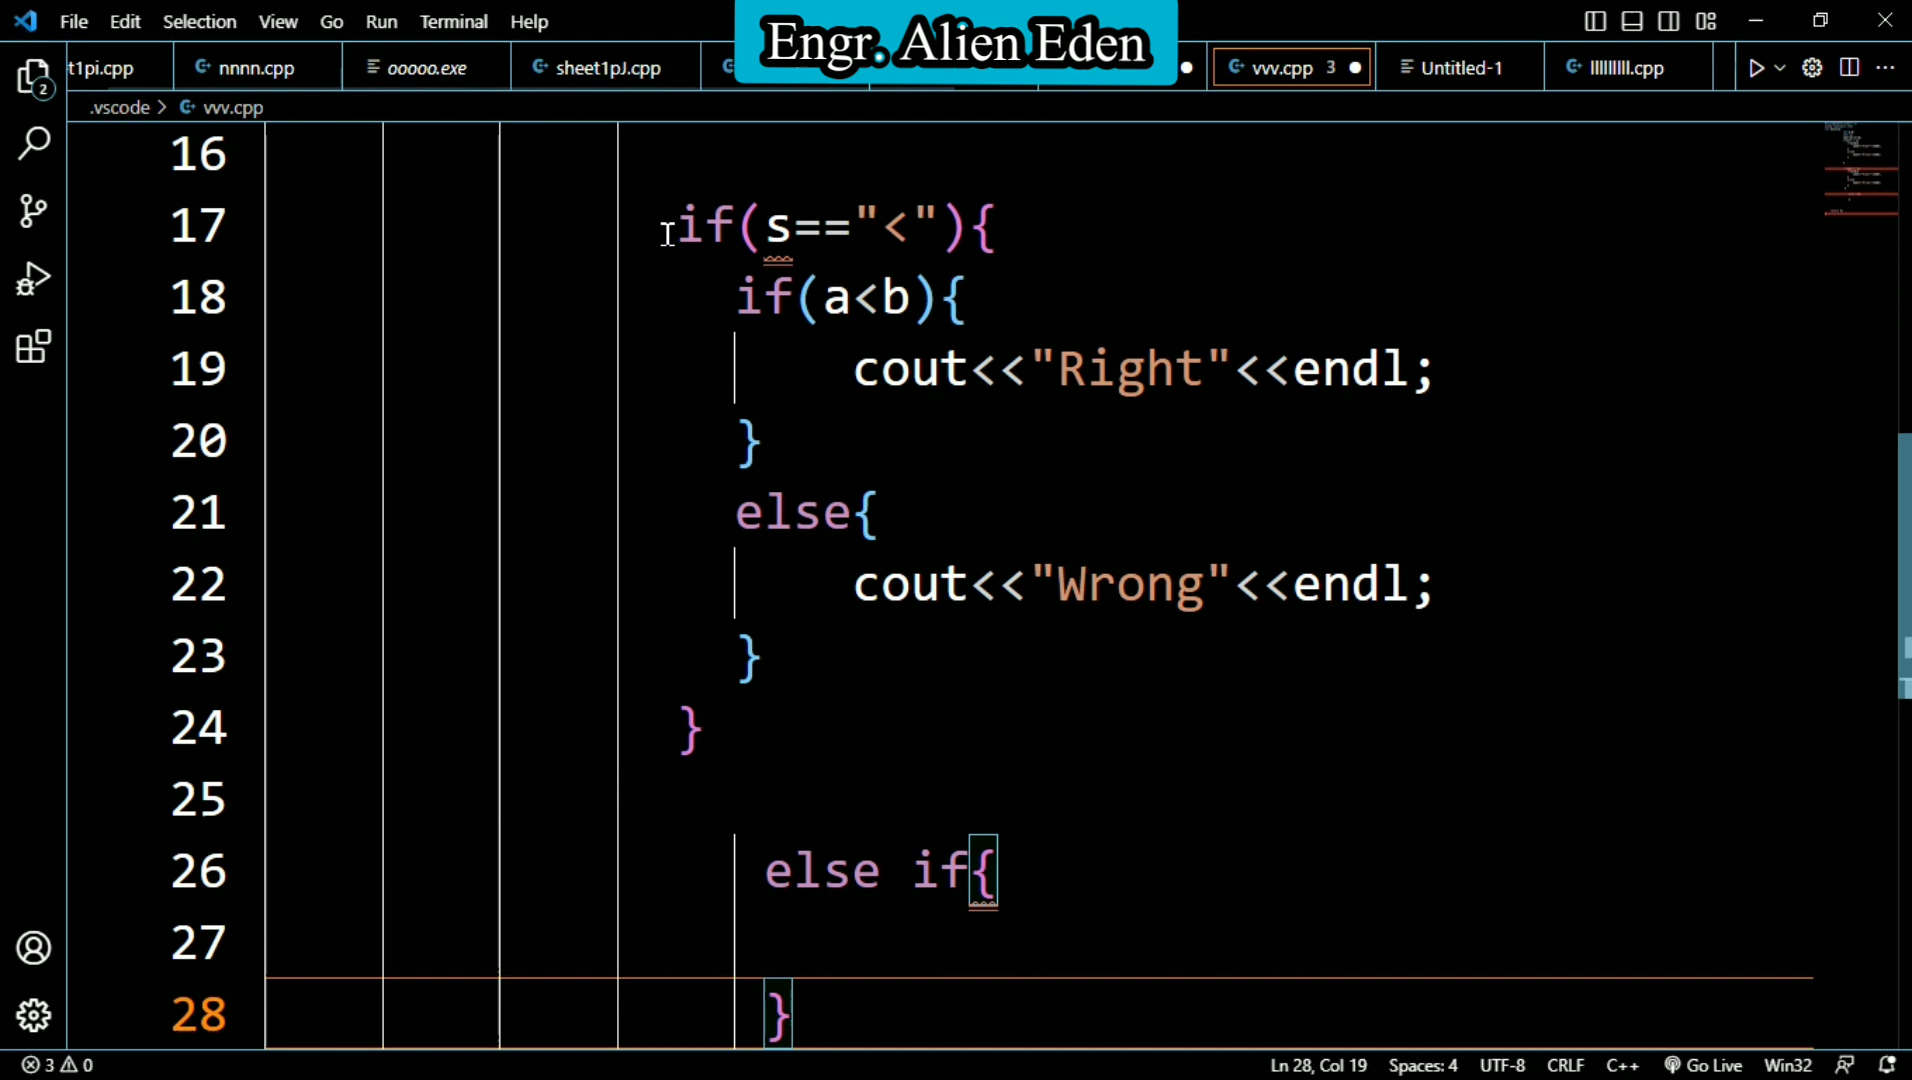 File Edit Selection View Go Run Terminal Help
Engr. Alien Eden
t1pi.cpp nnnn.cpp ooooo.exe sheet1pJ.cpp vvv.cpp 3 Untitled-1
.vscode > vvv.cpp
16
17 if(s=="<"){
18 if(a<b){
19 cout<<"Right"<<endl;
20 }
21 else{
22 cout<<"Wrong"<<endl;
23 }
24 }
25
26 else if{
27
28 }
2
3 0 Ln 28, Col 19 Spaces: 4 UTF-8 CRLF C++ Go Live Win32